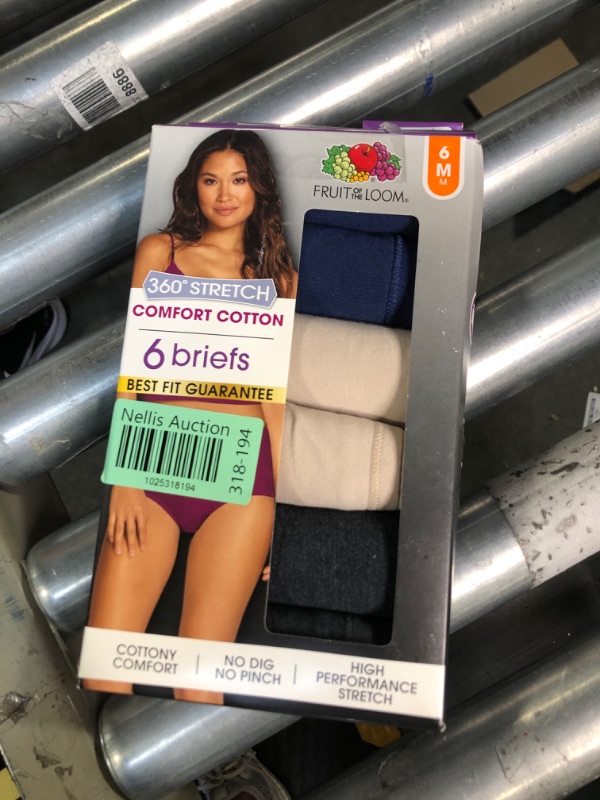 8886
6
M
M
FRUIT OF THE LOOM®
360° STRETCH
COMFORT COTTON
6 briefs
BEST FIT GUARANTEE
Nellis Auction
1025318194
318-194
COTTONY
COMFORT
NO DIG
NO PINCH
HIGH
PERFORMANCE
STRETCH